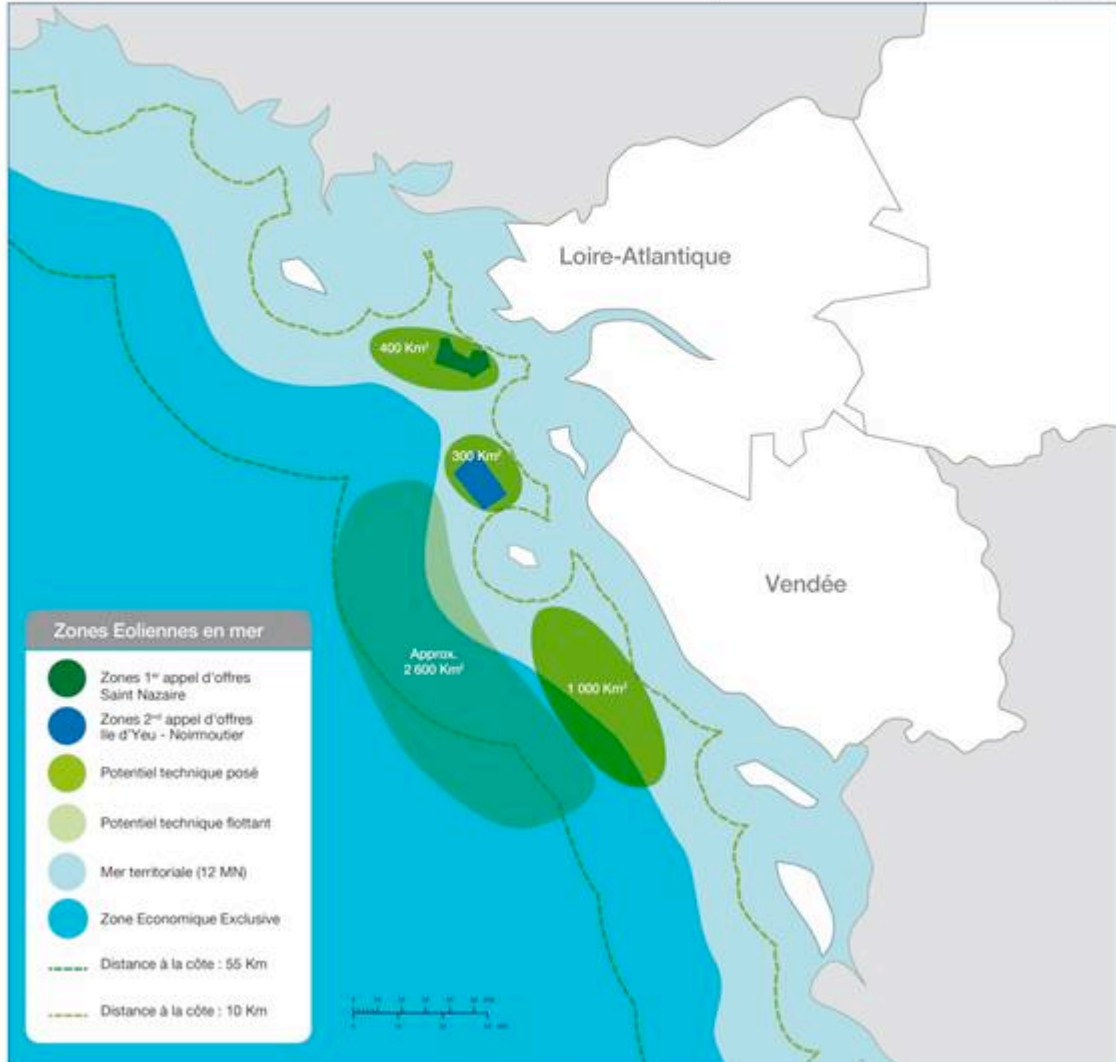 Loire-Atlantique
400 Km²
300 Km²
Vendée
Approx.
2 600 Km²
1 000 Km²
Zones Eoliennes en mer
Zones 1er appel d'offres
Saint Nazaire
Zones 2nd appel d'offres
Ile d'Yeu - Noirmoutier
Potentiel technique posé
Potentiel technique flottant
Mer territoriale (12 MN)
Zone Economique Exclusive
Distance à la côte : 55 Km
Distance à la côte : 10 Km